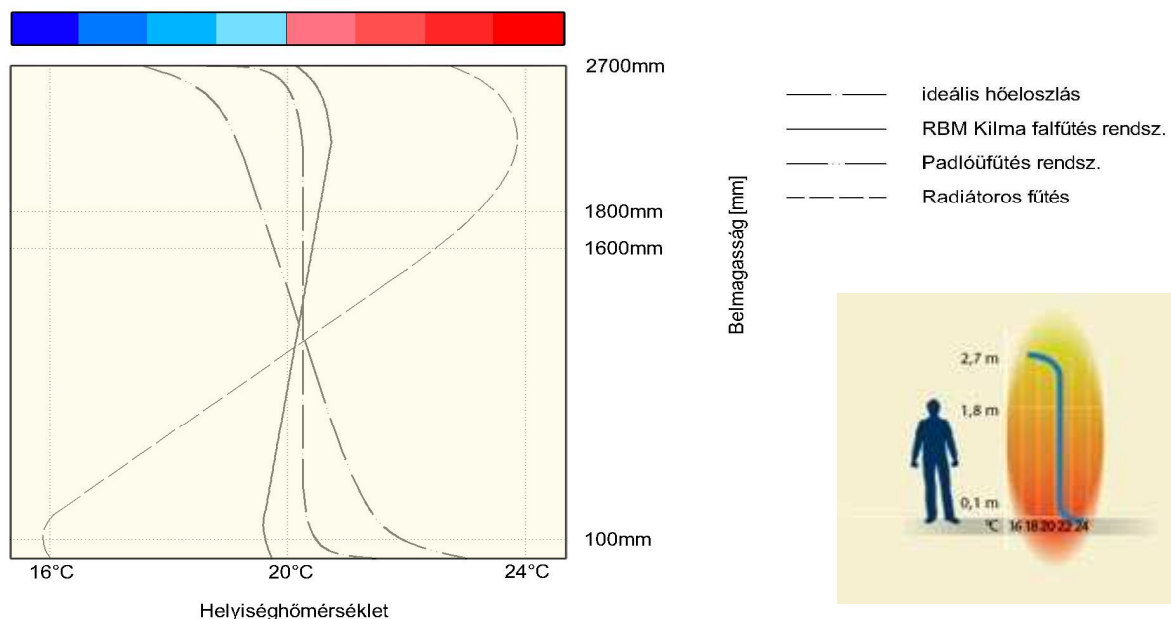 2700mm
1800mm
1600mm
100mm
16°C 20°C 24°C
Helyiséghőmérséklet
Belmagasság [mm]
ideális hőeloszlás
RBM Kilma falfűtés rendsz.
Padlóüfűtés rendsz.
Radiátoros fűtés
2,7 m
1,8 m
0,1 m
°C 16 18 20 22 24